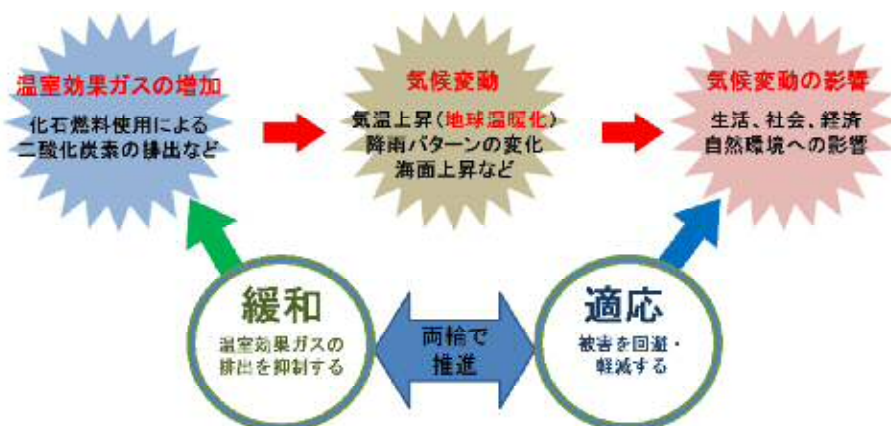 温室効果ガスの増加
化石燃料使用による
二酸化炭素の排出など
気候変動
気温上昇(地球温暖化)
降雨パターンの変化
海面上昇など
気候変動の影響
生活、社会、経済
自然環境への影響
緩和
温室効果ガスの
排出を抑制する
両輪で
推進
適応
被害を回避・
軽減する